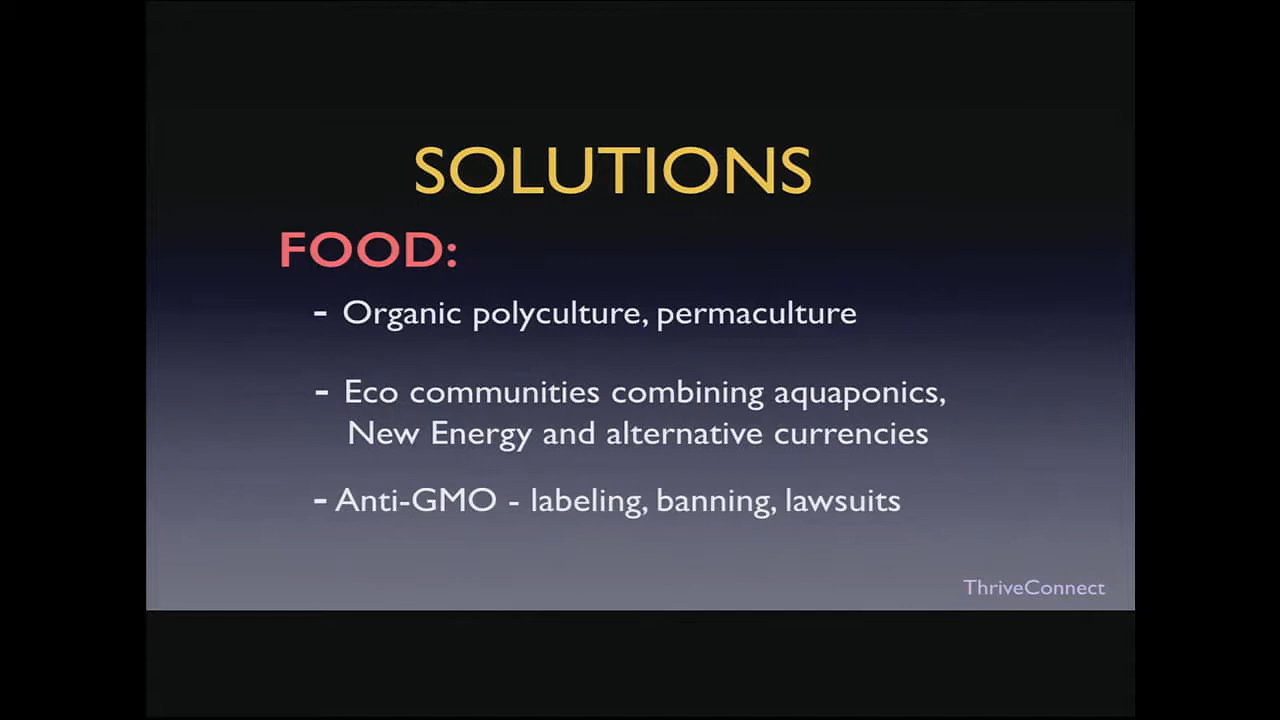 SOLUTIONS
FOOD:
- Organic polyculture, permaculture
- Eco communities combining aquaponics,
New Energy and alternative currencies
- Anti-GMO - labeling, banning, lawsuits
ThriveConnect